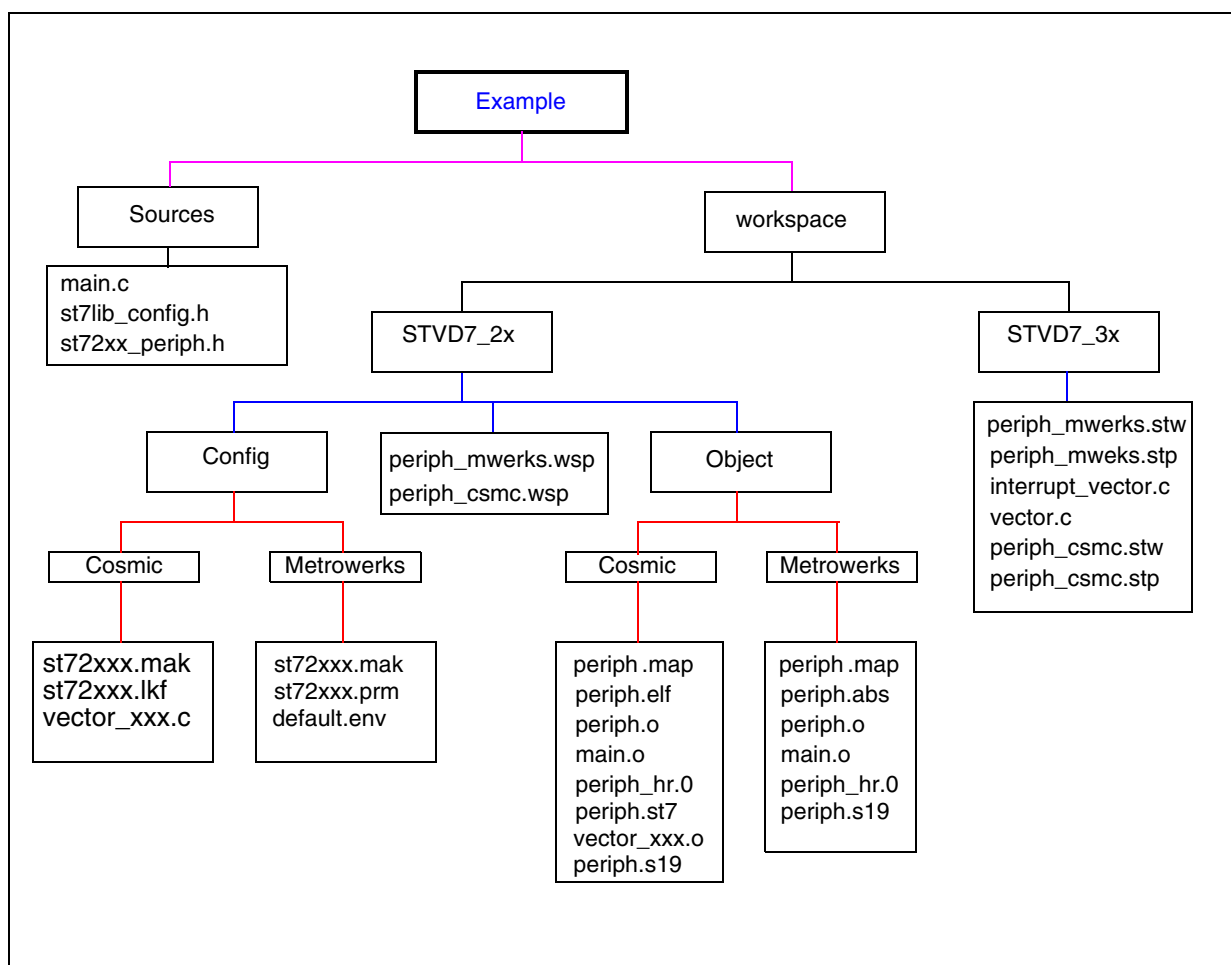 Example
Sources
workspace
main.c
st7lib_config.h
st72xx_periph.h
STVD7_2x
STVD7_3x
Config
periph_mwerks.wsp
periph_csmc.wsp
Object
periph_mwerks.stw
periph_mweks.stp
interrupt_vector.c
vector.c
periph_csmc.stw
periph_csmc.stp
Cosmic
Metrowerks
Cosmic
Metrowerks
st72xxx.mak
st72xxx.lkf
vector_xxx.c
st72xxx.mak
st72xxx.prm
default.env
periph .map
periph.elf
periph.o
main.o
periph_hr.0
periph.st7
vector_xxx.o
periph.s19
periph .map
periph.abs
periph.o
main.o
periph_hr.0
periph.s19